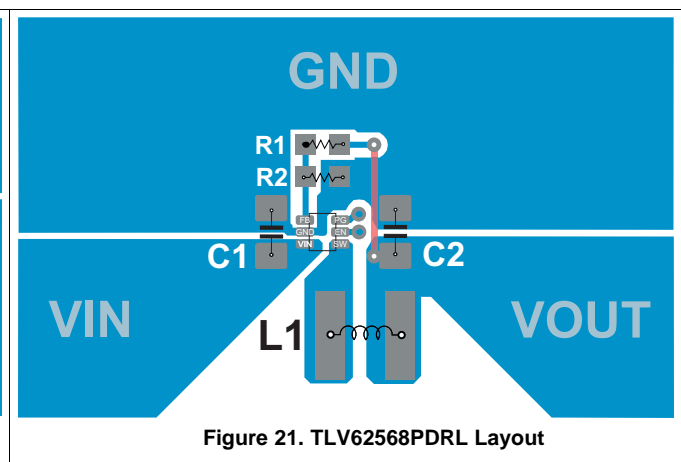 GND
R1
R2
FB PG
GND EN
VIN SW
C1 C2
VIN L1 VOUT
Figure 21. TLV62568PDRL Layout